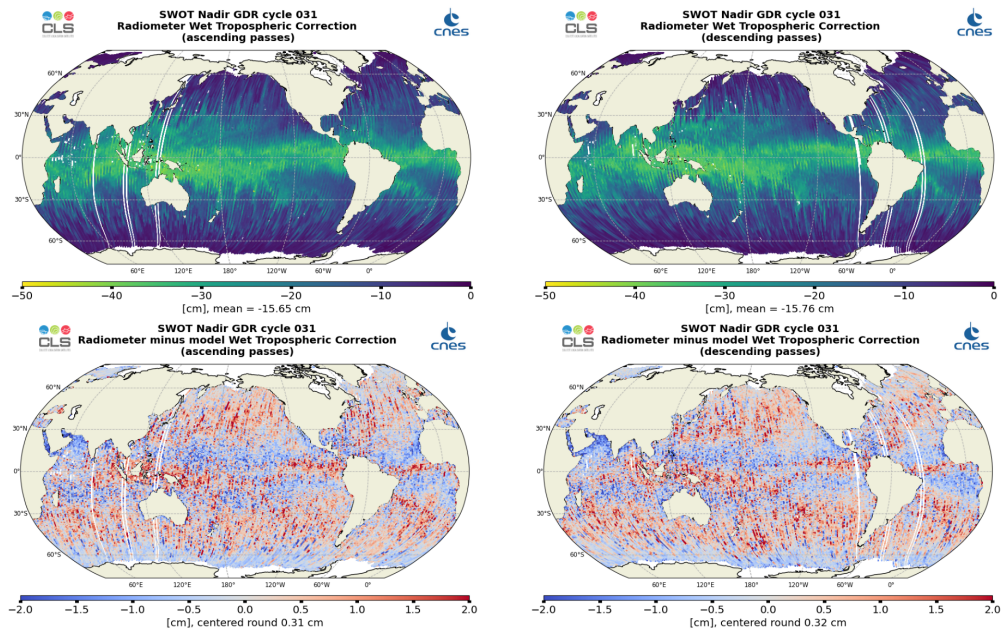 SWOT Nadir GDR cycle 031
Radiometer Wet Tropospheric Correction
(ascending passes)
CLS
cnes
60°N
30°N
0°
30°S
60°S
60°E 120°E 180° 120°W 60°W 0°
−50 −40 −30 −20 −10 0
[cm], mean = -15.65 cm
SWOT Nadir GDR cycle 031
Radiometer Wet Tropospheric Correction
(descending passes)
CLS
cnes
60°N
30°N
0°
30°S
60°S
60°E 120°E 180° 120°W 60°W 0°
−50 −40 −30 −20 −10 0
[cm], mean = -15.76 cm
SWOT Nadir GDR cycle 031
Radiometer minus model Wet Tropospheric Correction
(ascending passes)
CLS
cnes
60°N
30°N
0°
30°S
60°S
60°E 120°E 180° 120°W 60°W 0°
−2.0 −1.5 −1.0 −0.5 0.0 0.5 1.0 1.5 2.0
[cm], centered round 0.31 cm
SWOT Nadir GDR cycle 031
Radiometer minus model Wet Tropospheric Correction
(descending passes)
CLS
cnes
60°N
30°N
0°
30°S
60°S
60°E 120°E 180° 120°W 60°W 0°
−2.0 −1.5 −1.0 −0.5 0.0 0.5 1.0 1.5 2.0
[cm], centered round 0.32 cm